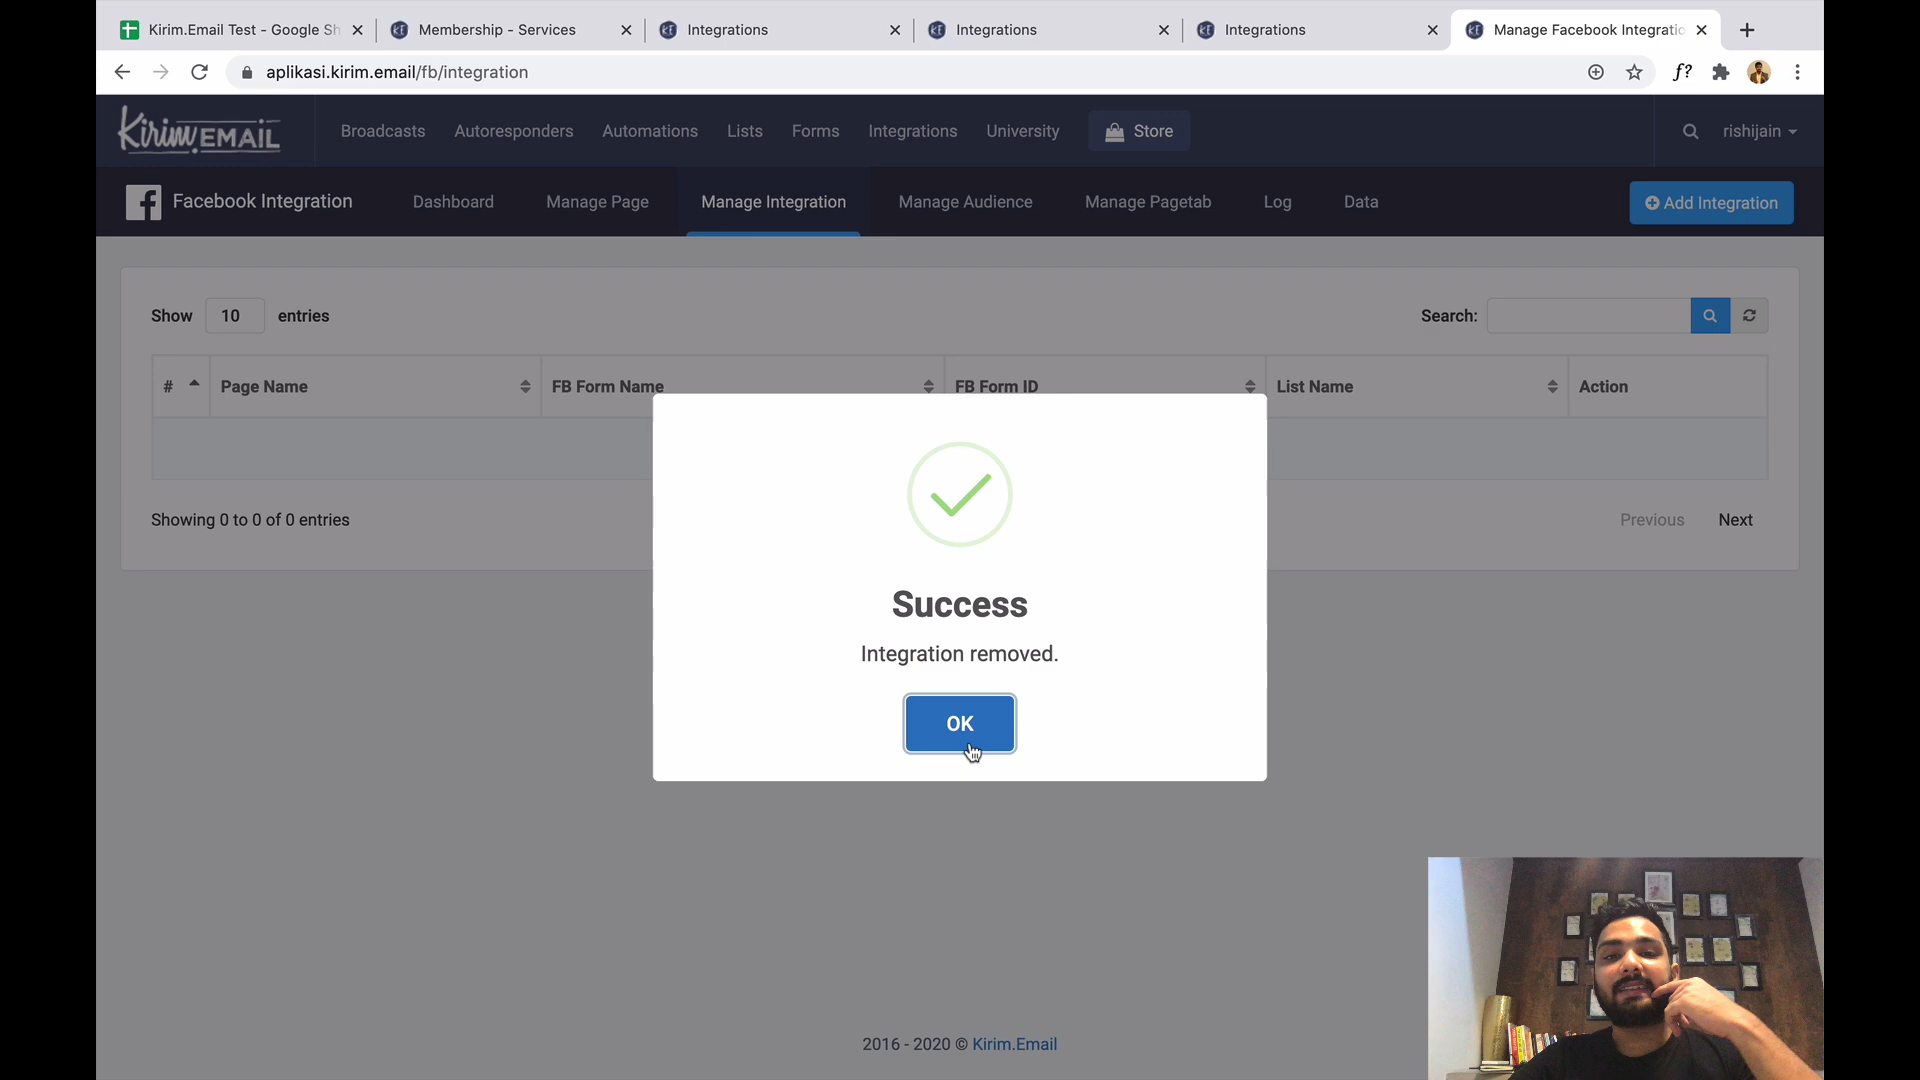 Kirim.Email Test - Google Sh
Membership - Services
Integrations
Integrations
Integrations
Manage Facebook Integratio
aplikasi.kirim.email/fb/integration
f?
Kirim.EMAIL
Broadcasts
Autoresponders
Automations
Lists
Forms
Integrations
University
Store
rishijain
Facebook Integration
Dashboard
Manage Page
Manage Integration
Manage Audience
Manage Pagetab
Log
Data
Add Integration
Show 10 entries
Search:
# Page Name FB Form Name FB Form ID List Name Action
Showing 0 to 0 of 0 entries
Previous Next
Success
Integration removed.
OK
2016 - 2020 © Kirim.Email